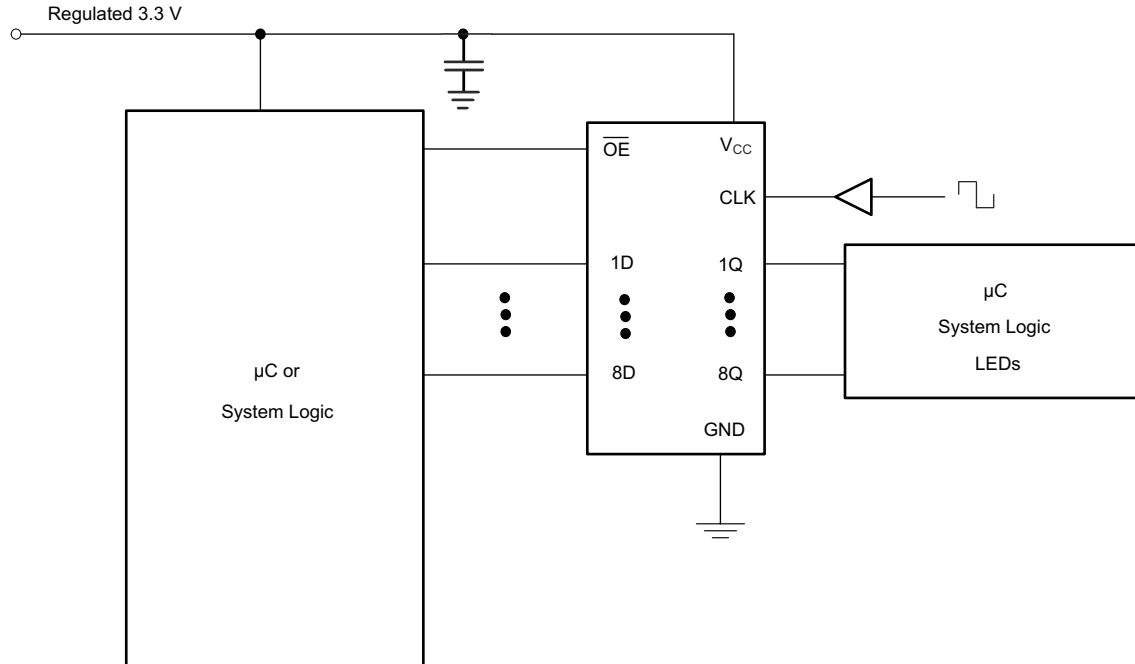 Regulated 3.3 V
OE
VCC
CLK
1D
1Q
µC
System Logic
LEDs
µC or
System Logic
8D
8Q
GND